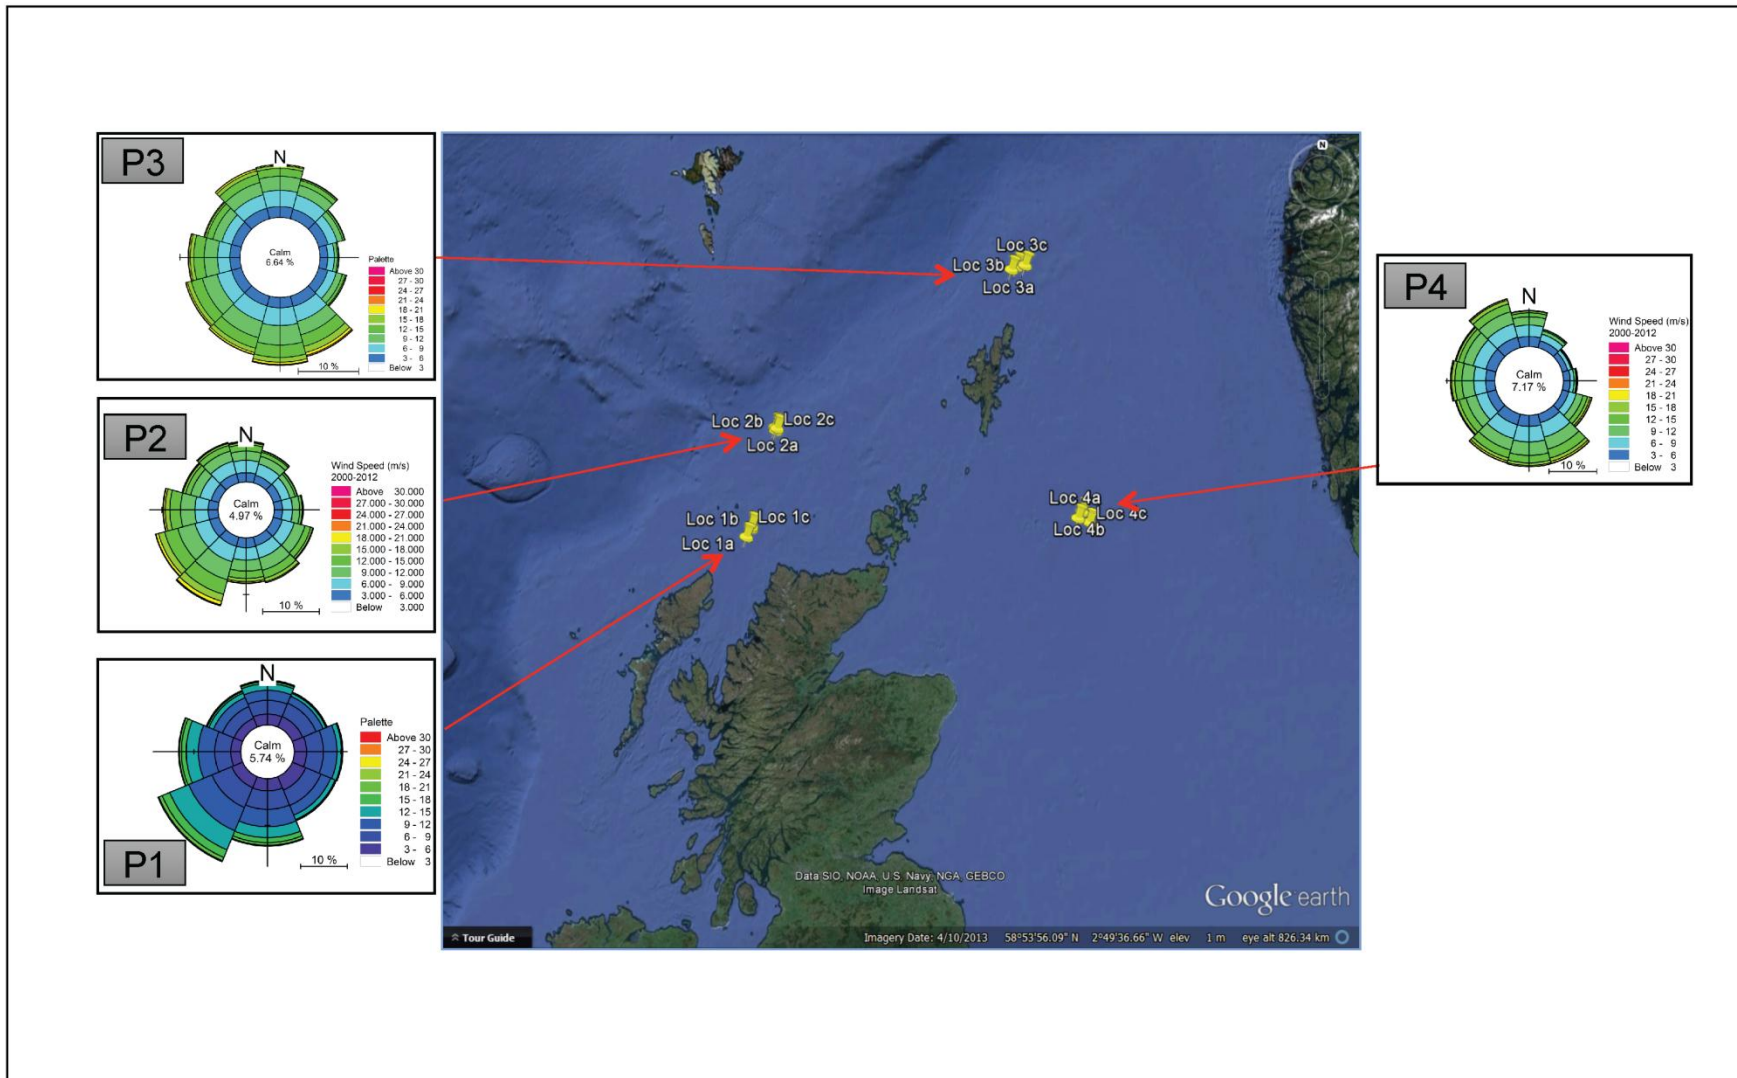 P3
N
Calm
6.64 %
Palette
Above 30
27 - 30
24 - 27
21 - 24
18 - 21
15 - 18
12 - 15
9 - 12
6 - 9
3 - 6
Below 3
10 %
P2
N
Calm
4.97 %
Wind Speed (m/s)
2000-2012
Above 30.000
27.000 - 30.000
24.000 - 27.000
21.000 - 24.000
18.000 - 21.000
15.000 - 18.000
12.000 - 15.000
9.000 - 12.000
6.000 - 9.000
3.000 - 6.000
Below 3.000
10 %
P1
N
Calm
5.74 %
Palette
Above 30
27 - 30
24 - 27
21 - 24
18 - 21
15 - 18
12 - 15
9 - 12
6 - 9
3 - 6
Below 3
10 %
N
Loc 3c
Loc 3b
Loc 3a
Loc 2b
Loc 2c
Loc 2a
Loc 1b
Loc 1c
Loc 1a
Loc 4a
Loc 4c
Loc 4b
Data SIO, NOAA, U.S. Navy, NGA, GEBCO
Image Landsat
Google earth
Tour Guide
Imagery Date: 4/10/2013 58°53'56.09" N 2°49'36.66" W elev 1 m eye alt 826.34 km
P4
N
Calm
7.17 %
Wind Speed (m/s)
2000-2012
Above 30
27 - 30
24 - 27
21 - 24
18 - 21
15 - 18
12 - 15
9 - 12
6 - 9
3 - 6
Below 3
10 %